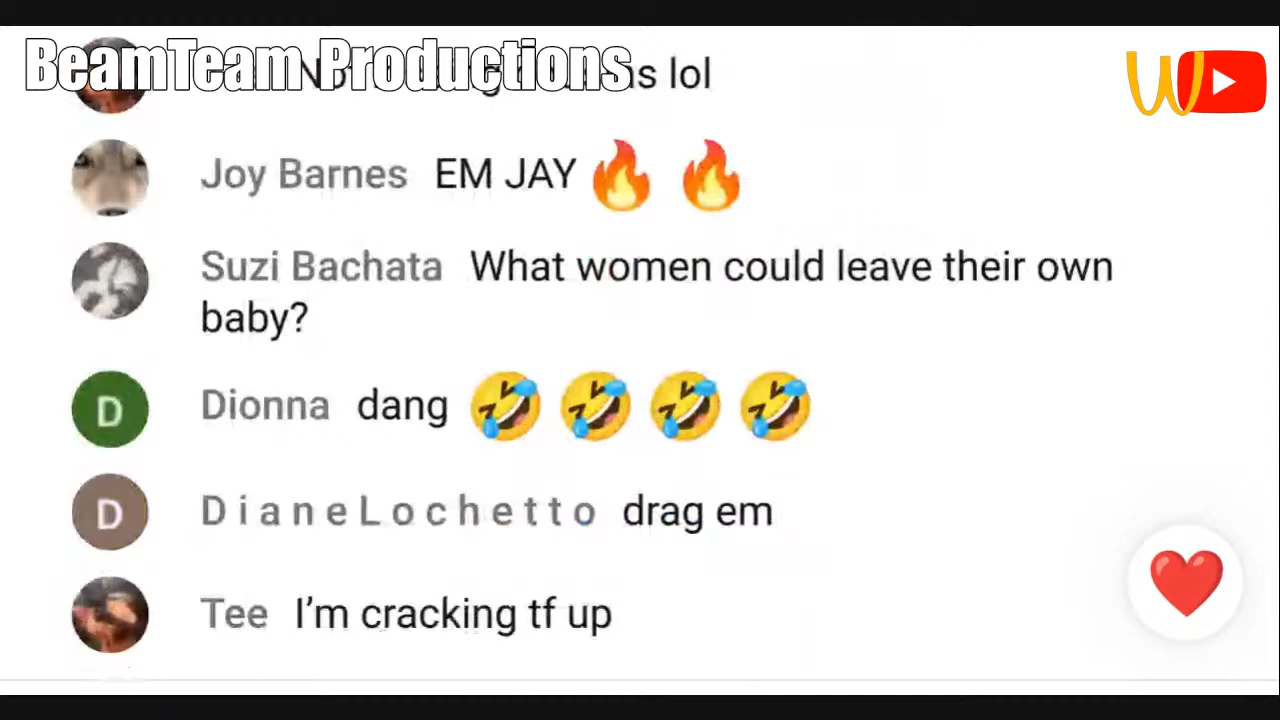 BeamTeam Productions
lol
Joy Barnes EM JAY 🔥 🔥
Suzi Bachata What women could leave their own
baby?
D Dionna dang 🤣 🤣 🤣 🤣
D D i a n e L o c h e t t o drag em
Tee I’m cracking tf up